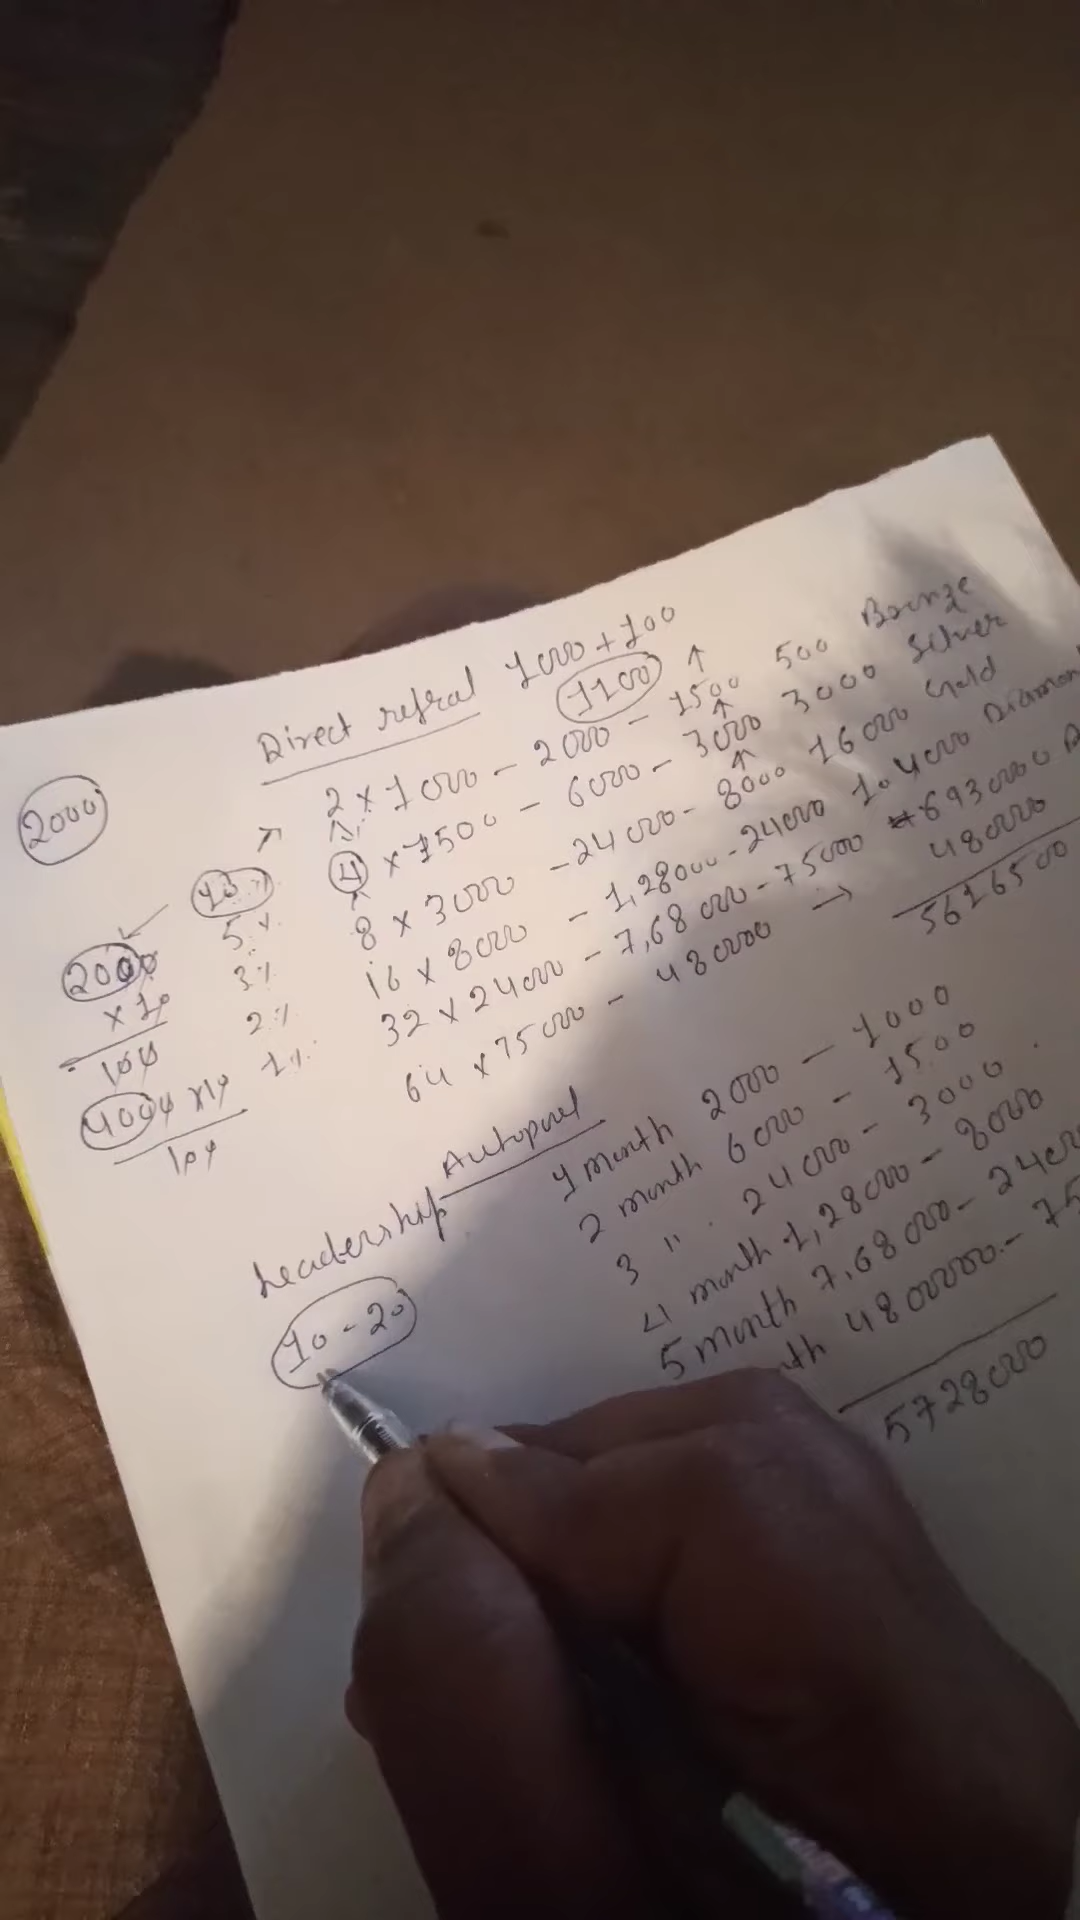 Direct refral 1000 + 100
1100
2 x 1000 - 2000 - 1500 500 Bronze
4 x 1500 - 6000 - 3000 3000 Silver
8 x 3000 - 24000 - 8000 16000 Gold
16 x 8000 - 1,28000 - 24000 104000 Diamond
32 x 24000 - 7,68000 - 75000 693000
64 x 75000 - 480000 → 480000
5616500
2000
5%
3%
2%
1%
2000
x 10
100
4000 x 10
100
Autopool
1 month 2000 - 1000
2 month 6000 - 1500
3 " 24000 - 3000
4 month 1,28000 - 8000
5 month 7,68000 - 2400
nth 4800000 - 75
5728000
Leadership
10 - 20